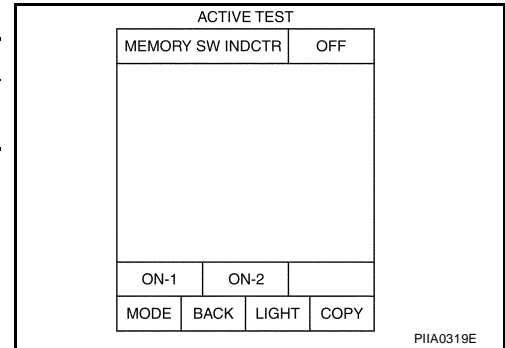 ACTIVE TEST
MEMORY SW INDCTR OFF
ON-1 ON-2
MODE BACK LIGHT COPY
PIIA0319E